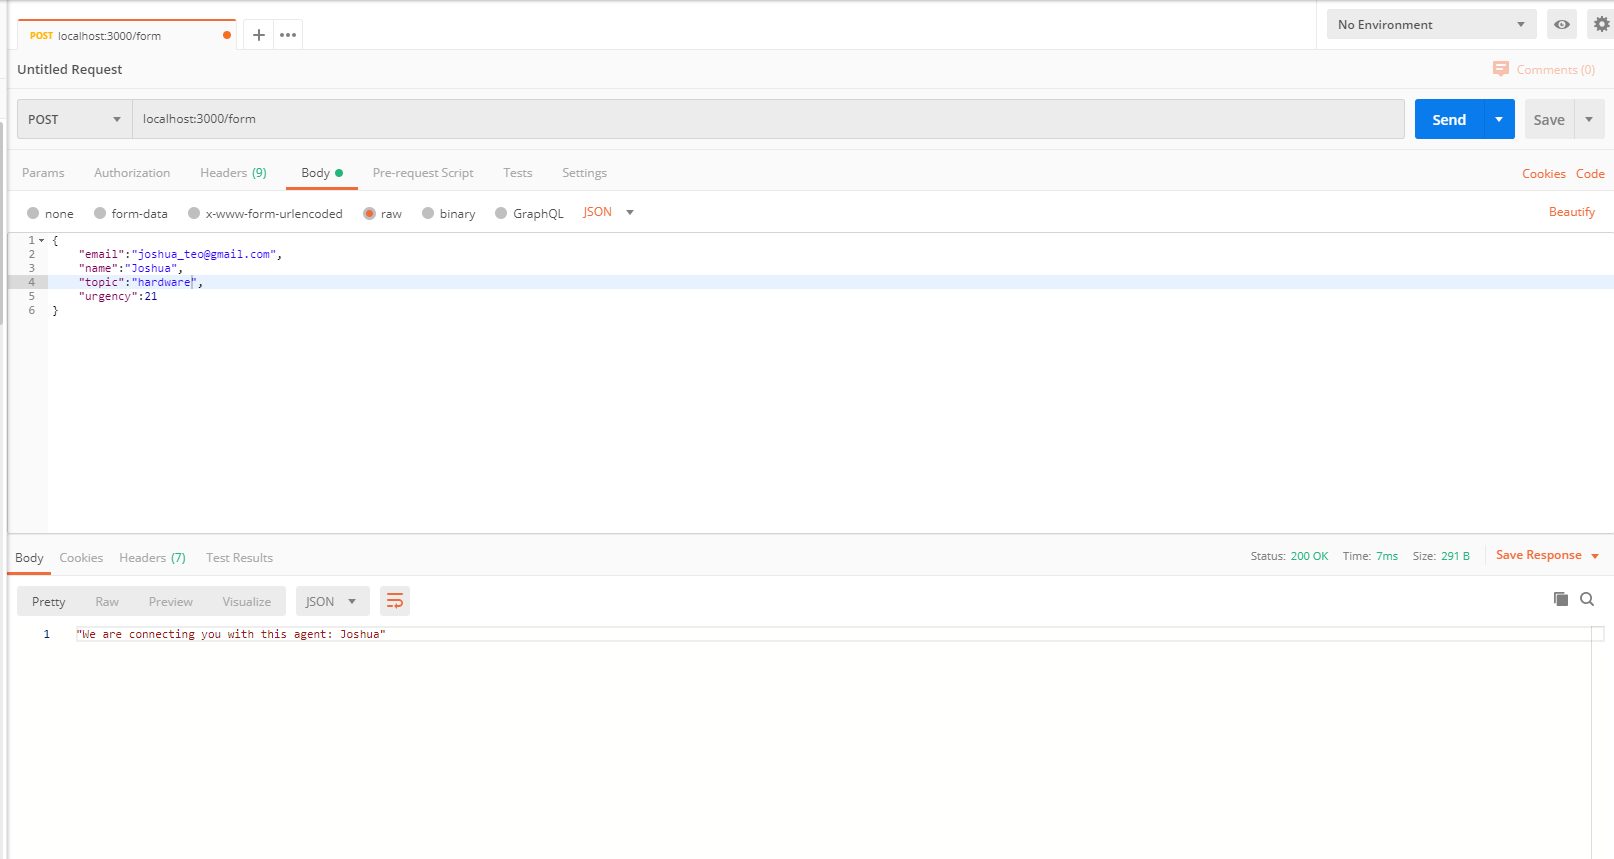 POST localhost:3000/form
No Environment
Untitled Request
Comments (0)
POST localhost:3000/form Send Save
Params Authorization Headers (9) Body Pre-request Script Tests Settings Cookies Code
none form-data x-www-form-urlencoded raw binary GraphQL JSON Beautify
1 {
2 "email":"joshua_teo@gmail.com",
3 "name":"Joshua",
4 "topic":"hardware",
5 "urgency":21
6 }
Body Cookies Headers (7) Test Results Status: 200 OK Time: 7ms Size: 291 B Save Response
Pretty Raw Preview Visualize JSON
1 "We are connecting you with this agent: Joshua"